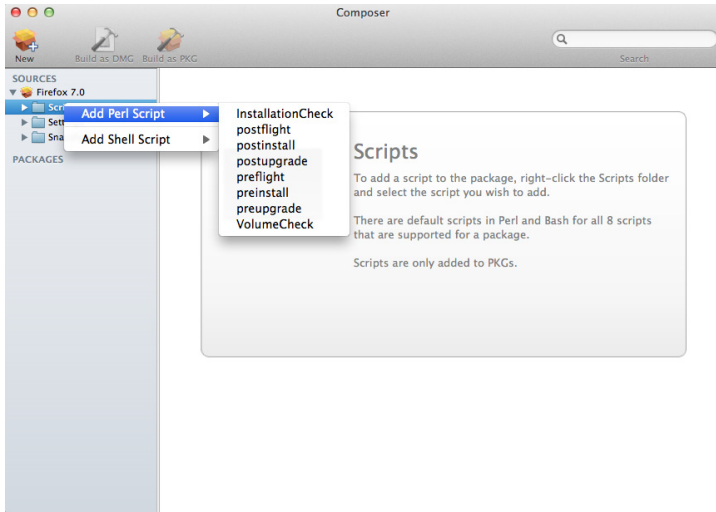 Composer
New
Build as DMG
Build as PKG
Search
SOURCES
Firefox 7.0
PACKAGES
Add Perl Script
Add Shell Script
InstallationCheck
postflight
postinstall
postupgrade
preflight
preinstall
preupgrade
VolumeCheck
Scripts
To add a script to the package, right-click the Scripts folder
and select the script you wish to add.
There are default scripts in Perl and Bash for all 8 scripts
that are supported for a package.
Scripts are only added to PKGs.